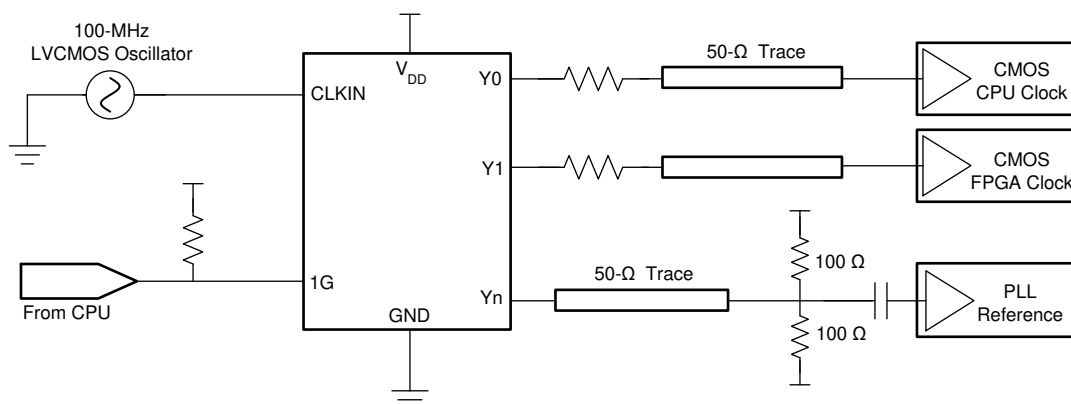 100-MHz
LVCMOS Oscillator
V_DD
CLKIN
Y0
50-Ω Trace
CMOS
CPU Clock
Y1
CMOS
FPGA Clock
1G
From CPU
GND
Yn
50-Ω Trace
100 Ω
100 Ω
PLL
Reference